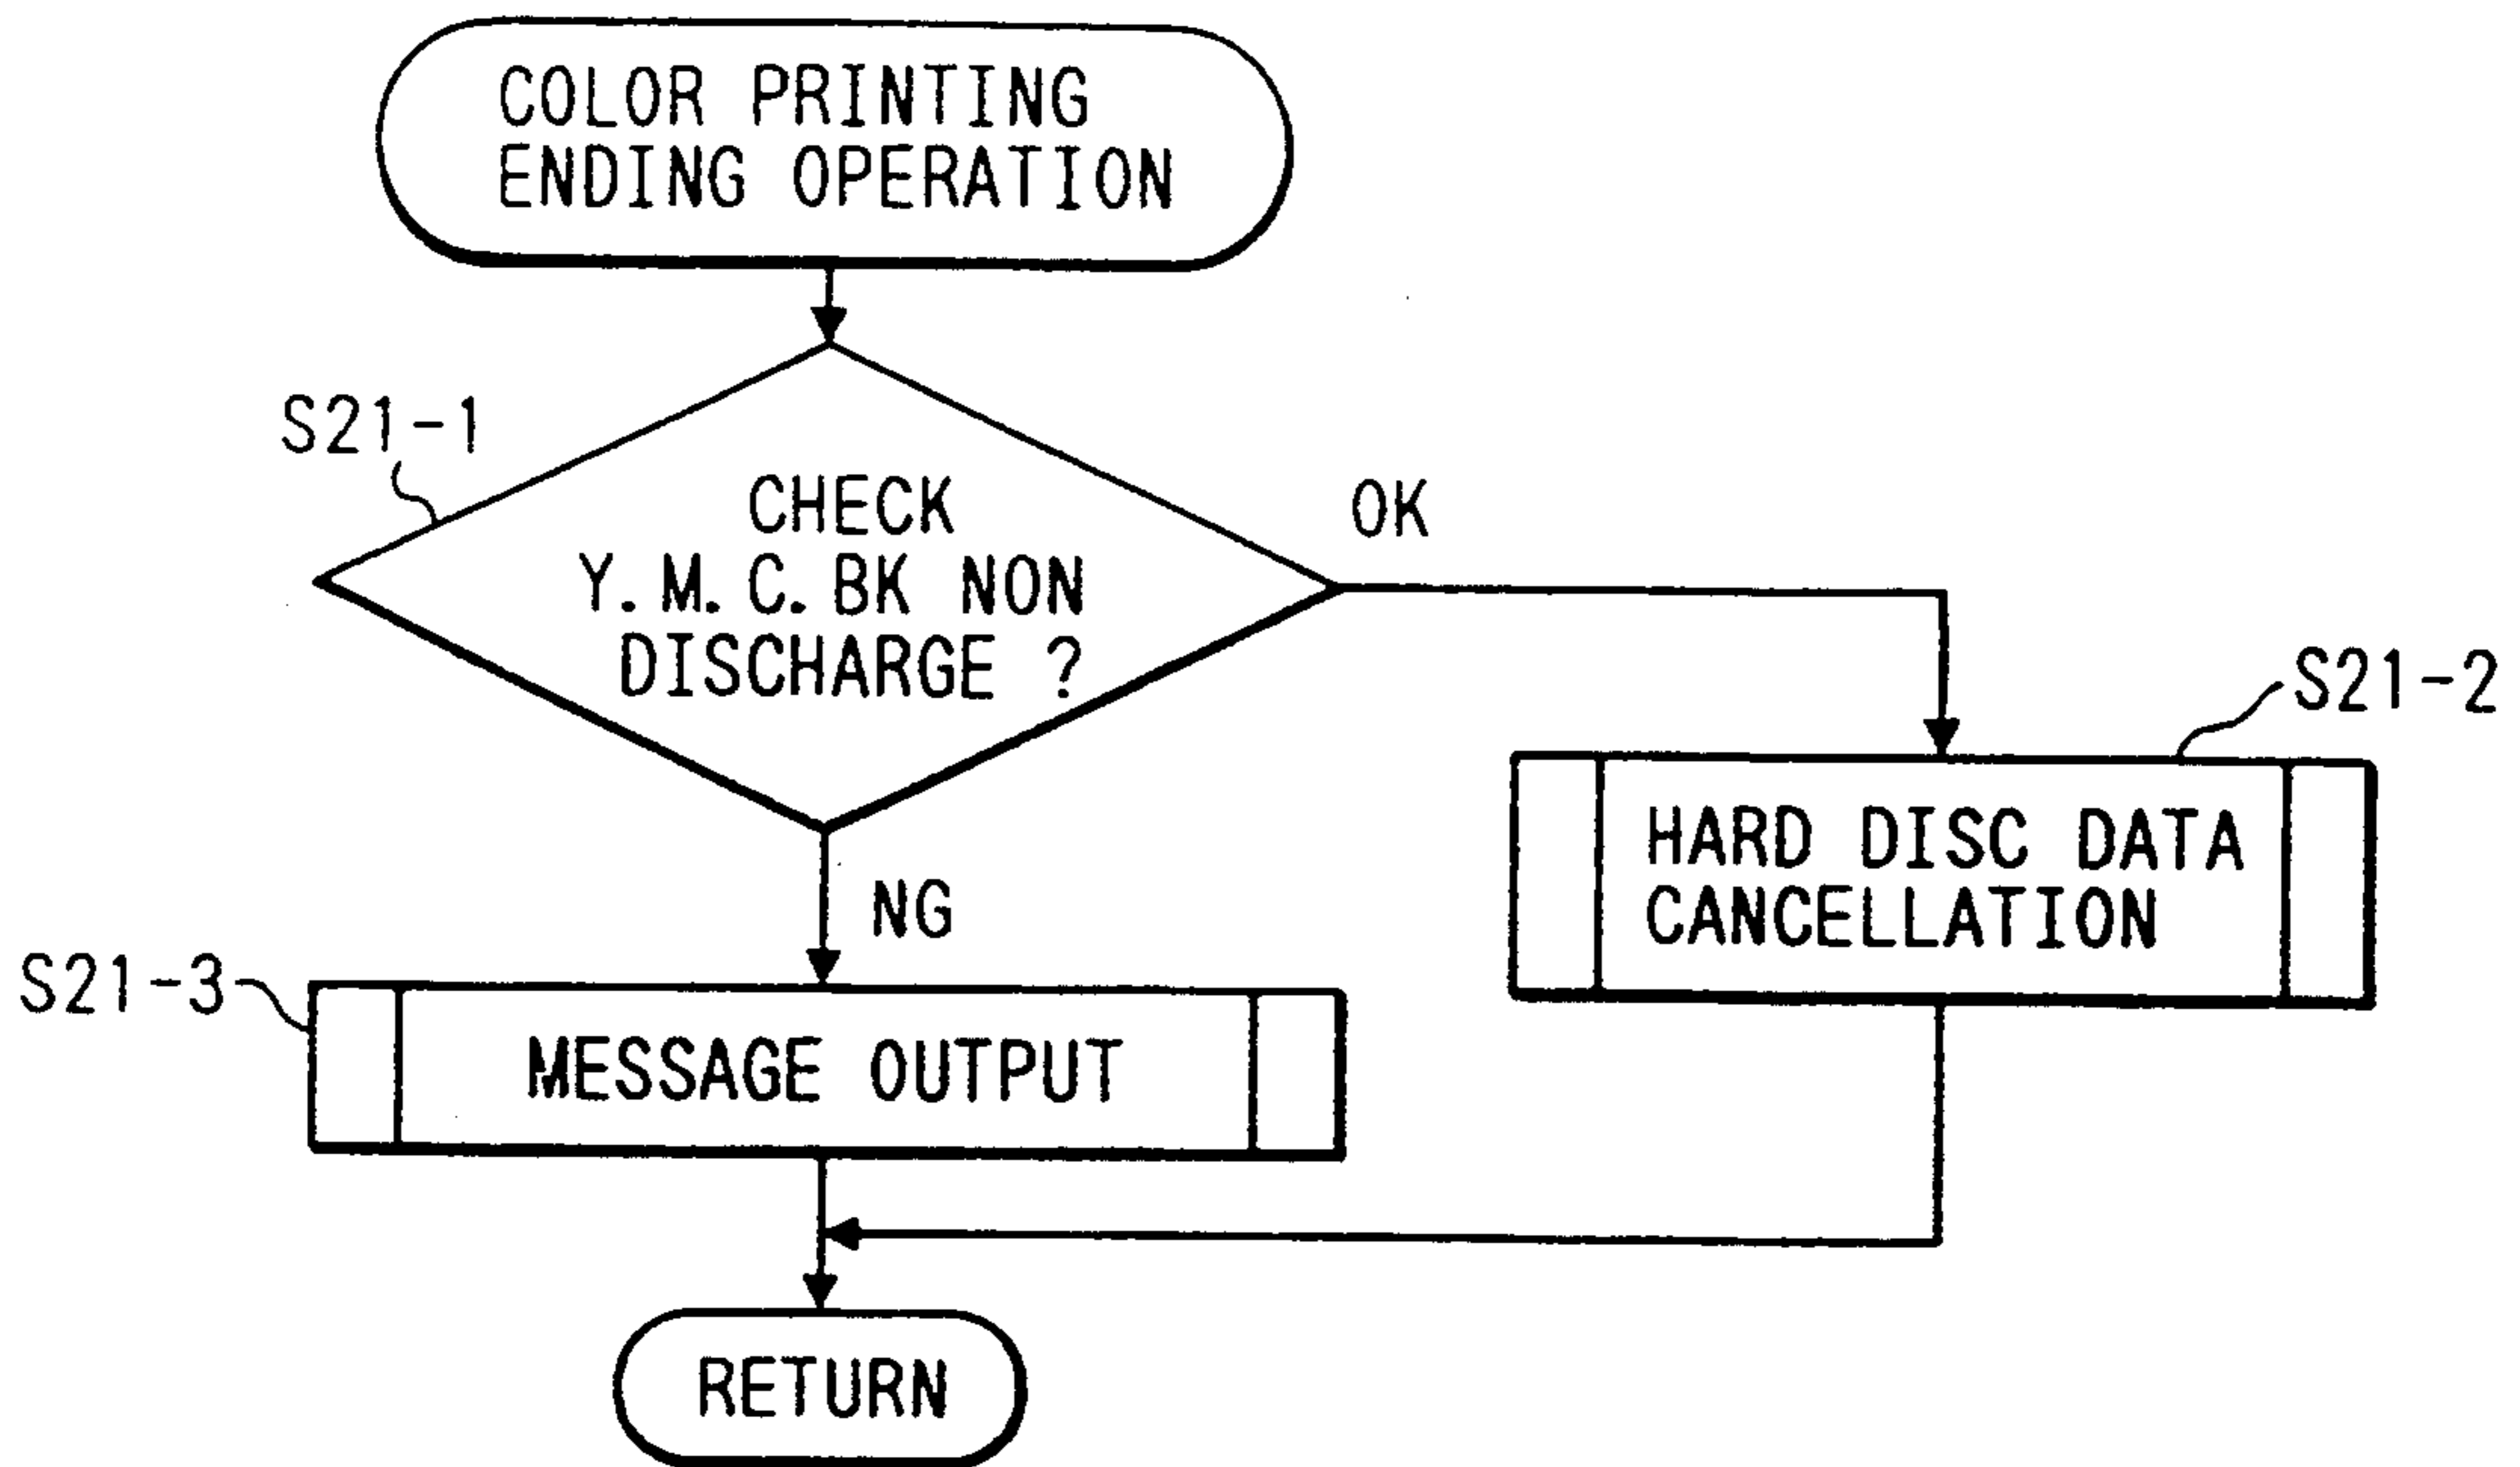 COLOR PRINTING
ENDING OPERATION
S21-1
CHECK
Y.M.C.BK NON
DISCHARGE ?
OK
S21-2
HARD DISC DATA
CANCELLATION
NG
S21-3
MESSAGE OUTPUT
RETURN